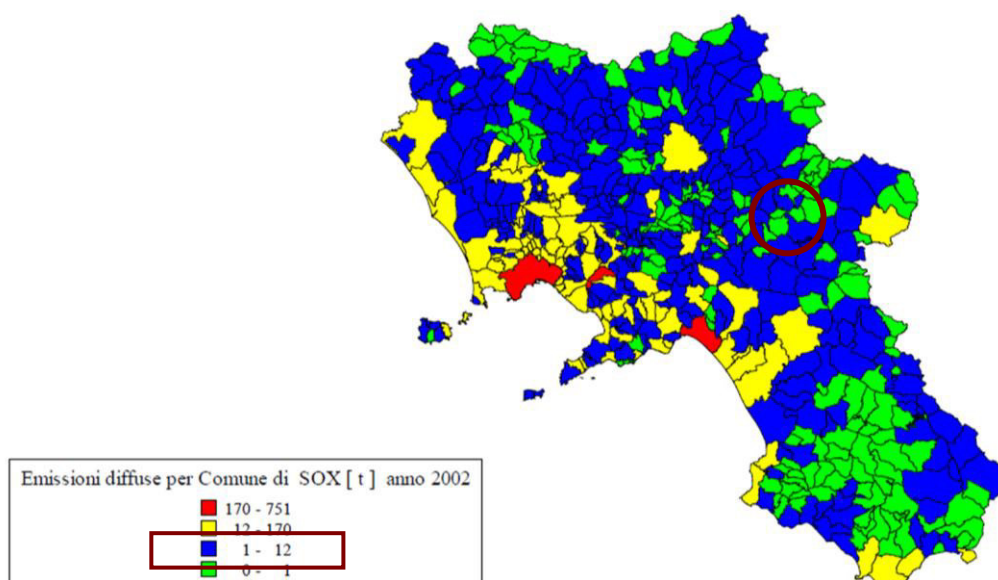 Emissioni diffuse per Comune di SOX [ t ] anno 2002
170 - 751
12 - 170
1 - 12
0 - 1